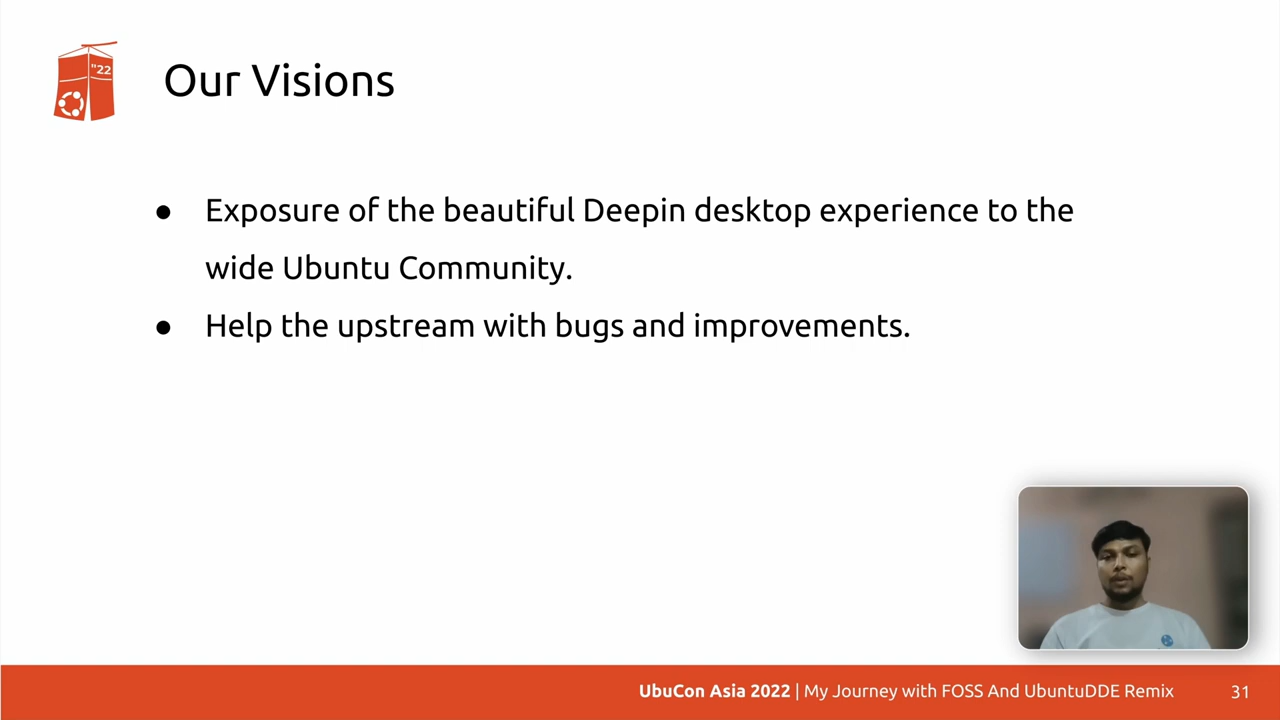 "22
Our Visions
● Exposure of the beautiful Deepin desktop experience to the
wide Ubuntu Community.
● Help the upstream with bugs and improvements.
UbuCon Asia 2022 | My Journey with FOSS And UbuntuDDE Remix 31